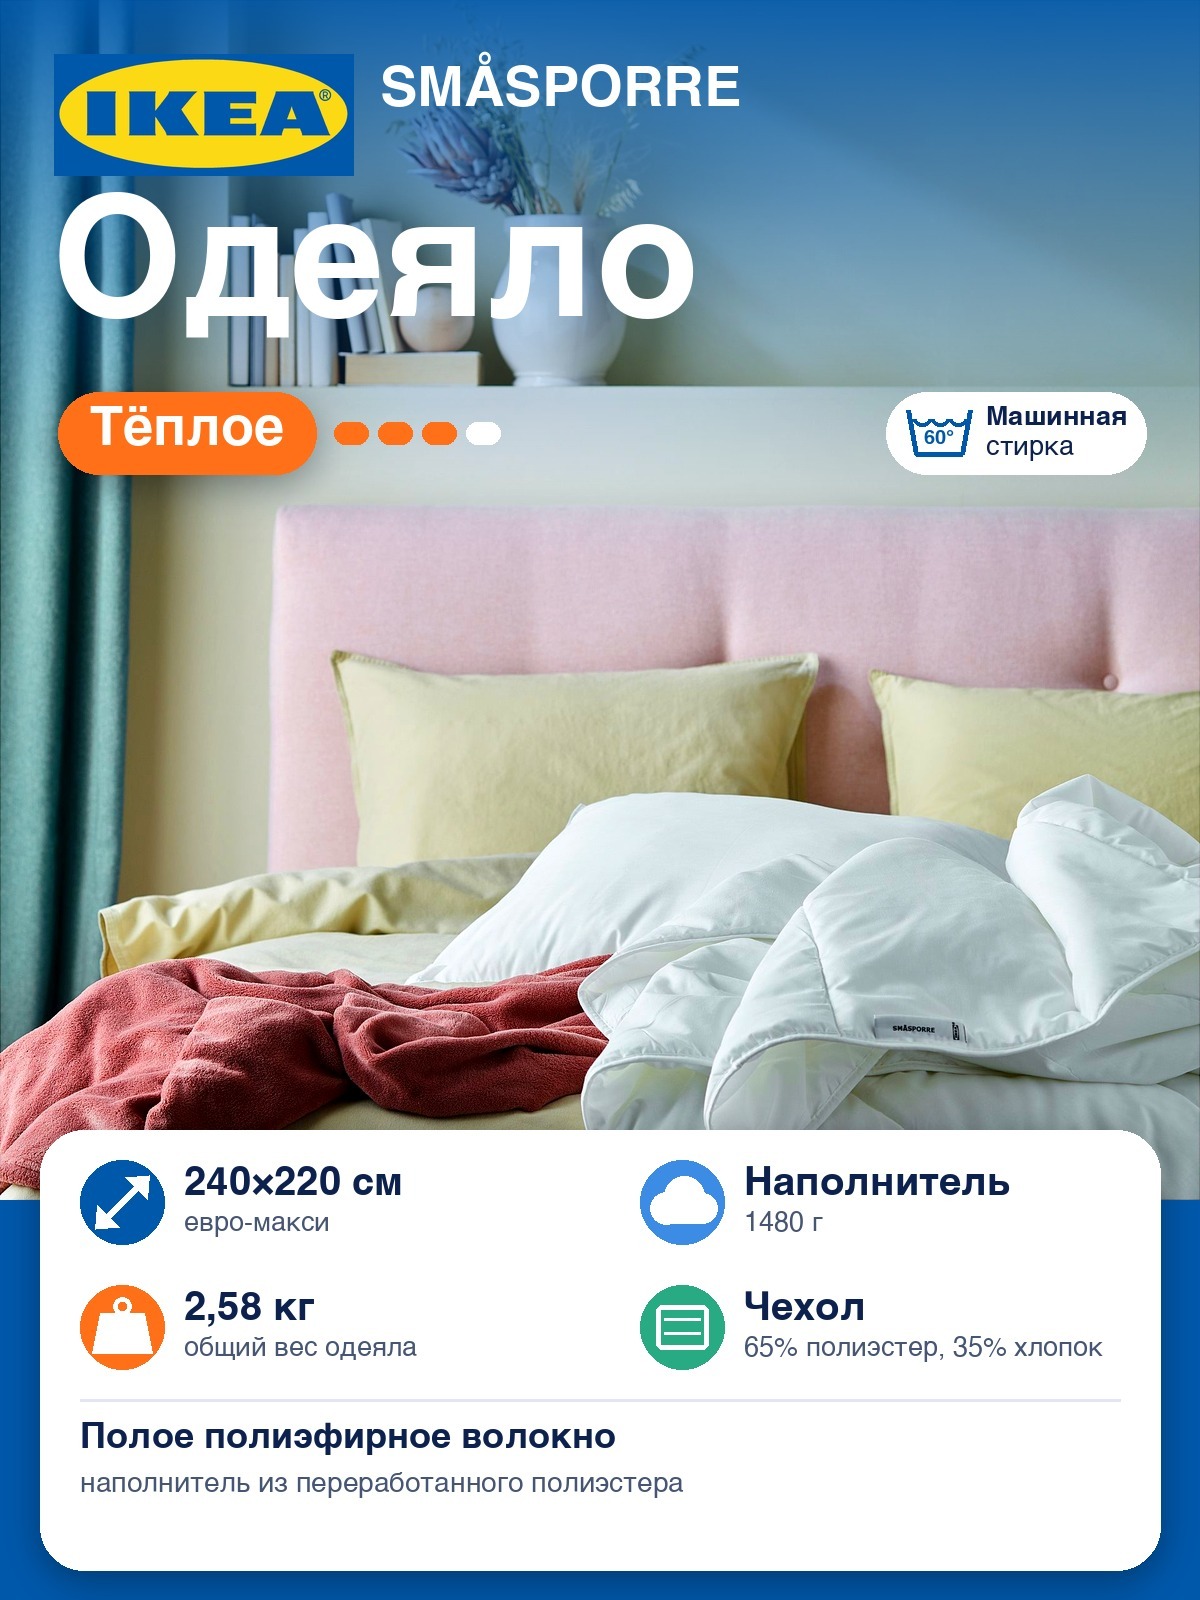 IKEA®
SMÅSPORRE
Одеяло
Тёплое
60°
Машинная
стирка
SMÅSPORRE
240×220 см
евро-макси
Наполнитель
1480 г
2,58 кг
общий вес одеяла
Чехол
65% полиэстер, 35% хлопок
Полое полиэфирное волокно
наполнитель из переработанного полиэстера